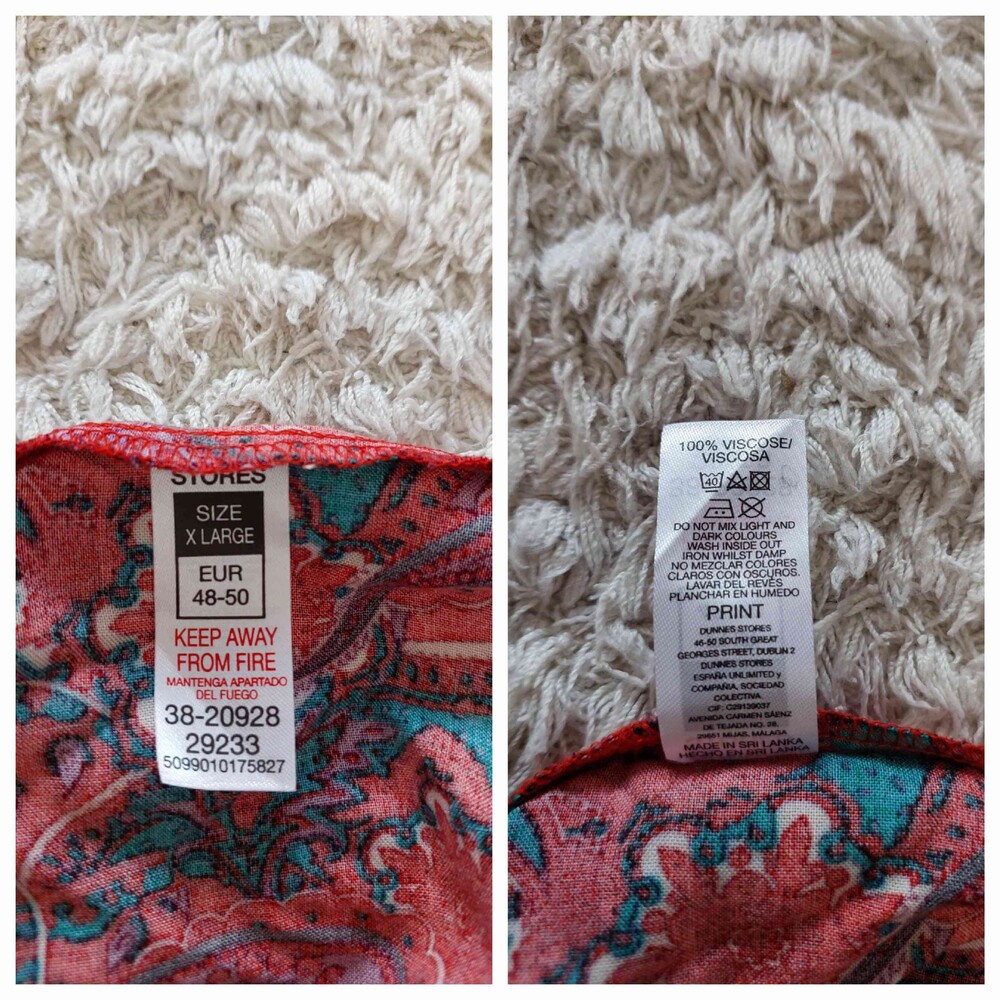 STORES
SIZE
X LARGE
EUR
48-50
KEEP AWAY
FROM FIRE
MANTENGA APARTADO
DEL FUEGO
38-20928
29233
5099010175827
100% VISCOSE/
VISCOSA
40
DO NOT MIX LIGHT AND
DARK COLOURS
WASH INSIDE OUT
IRON WHILST DAMP
NO MEZCLAR COLORES
CLAROS CON OSCUROS.
LAVAR DEL REVÉS
PLANCHAR EN HUMEDO
PRINT
DUNNES STORES
46-50 SOUTH GREAT
GEORGES STREET, DUBLIN 2
DUNNES STORES
ESPAÑA UNLIMITED y
COMPAÑIA, SOCIEDAD
COLECTIVA
CIF: C29139037
AVENIDA CARMEN SÁENZ
DE TEJADA NO. 28,
29651 MIJAS, MÁLAGA
MADE IN SRI LANKA
HECHO EN SRI LANKA